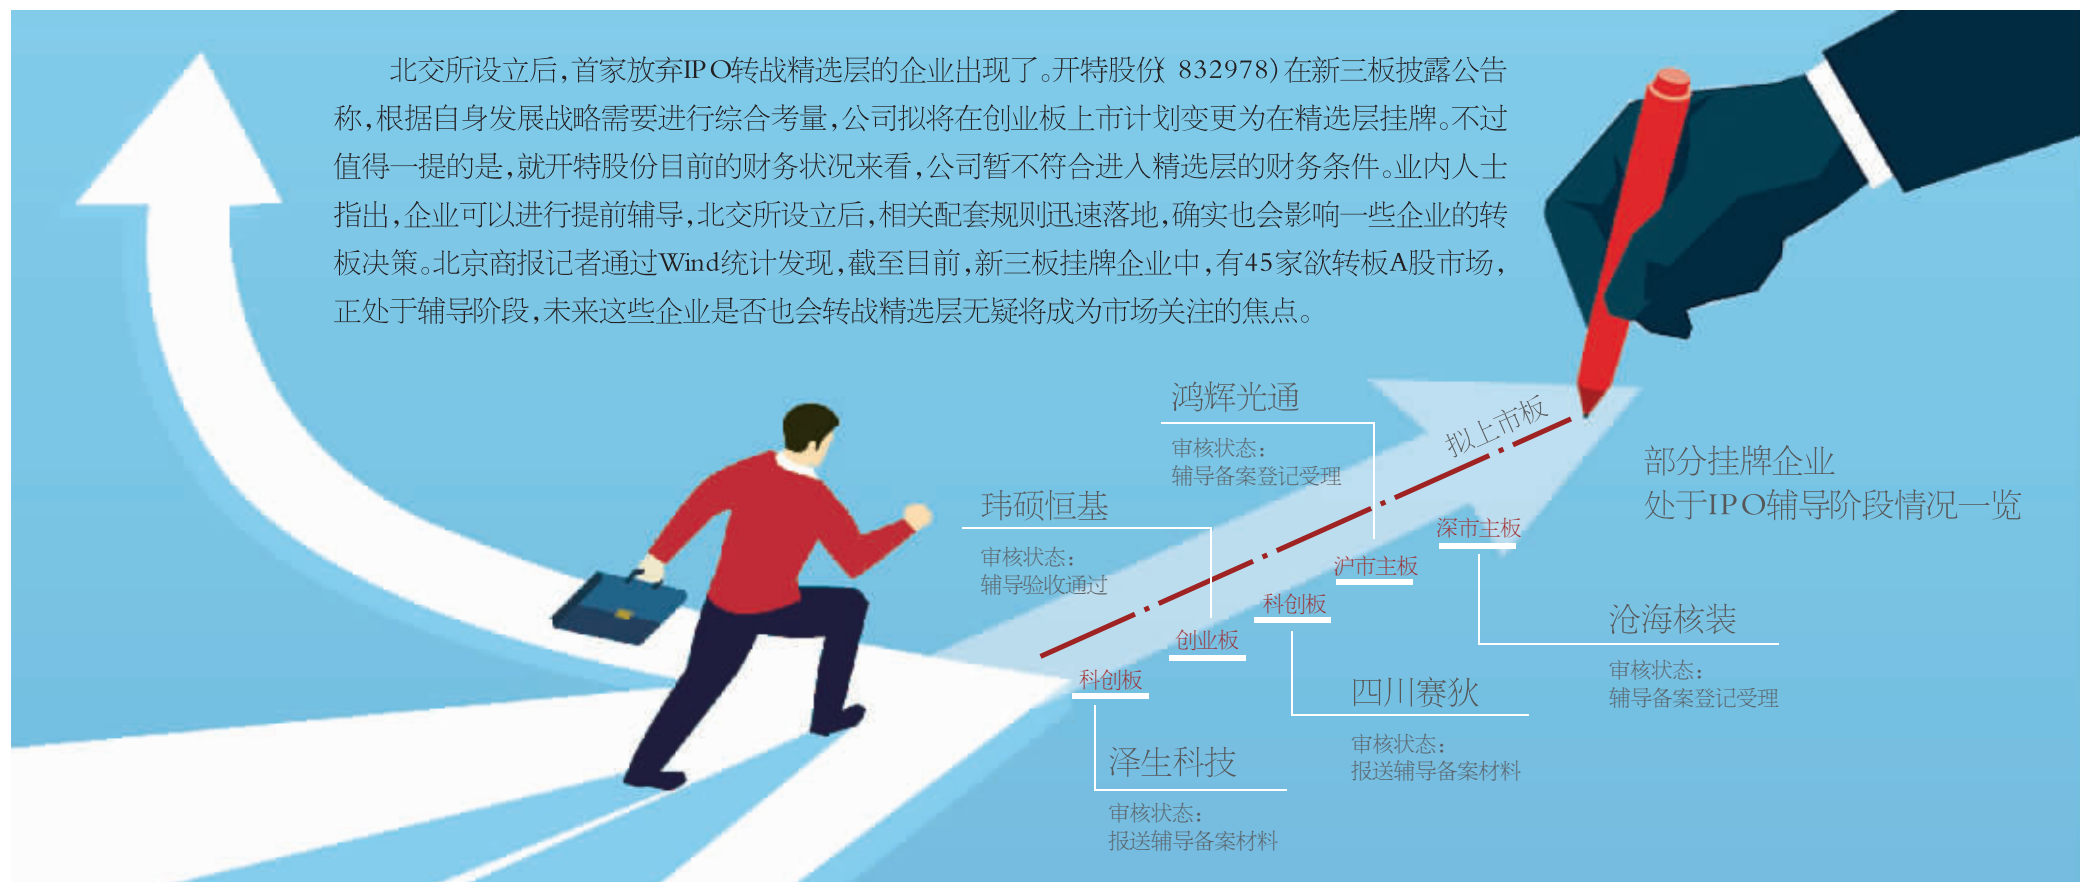 北交所设立后，首家放弃IPO转战精选层的企业出现了。开特股份（832978）在新三板披露公告
称，根据自身发展战略需要进行综合考量，公司拟将在创业板上市计划变更为在精选层挂牌。不过
值得一提的是，就开特股份目前的财务状况来看，公司暂不符合进入精选层的财务条件。业内人士
指出，企业可以进行提前辅导，北交所设立后，相关配套规则迅速落地，确实也会影响一些企业的转
板决策。北京商报记者通过Wind统计发现，截至目前，新三板挂牌企业中，有45家欲转板A股市场，
正处于辅导阶段，未来这些企业是否也会转战精选层无疑将成为市场关注的焦点。
部分挂牌企业
处于IPO辅导阶段情况一览
拟上市板
鸿辉光通
审核状态：
辅导备案登记受理
沪市主板
玮硕恒基
审核状态：
辅导验收通过
创业板
深市主板
沧海核装
审核状态：
辅导备案登记受理
科创板
四川赛狄
审核状态：
报送辅导备案材料
科创板
泽生科技
审核状态：
报送辅导备案材料